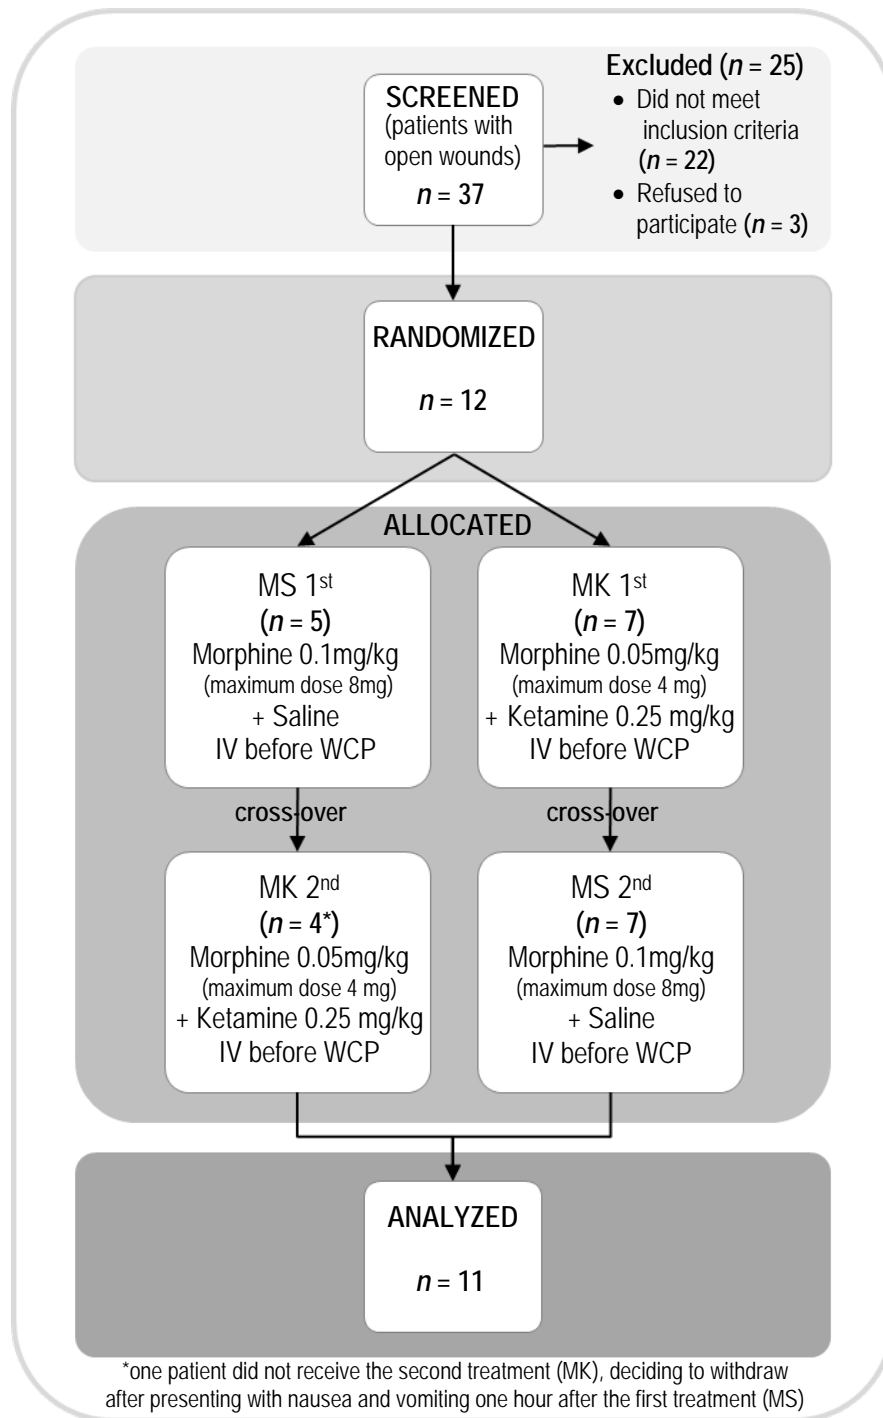 SCREENED
(patients with
open wounds)
n = 37
Excluded (n = 25)
• Did not meet
inclusion criteria
(n = 22)
• Refused to
participate (n = 3)
RANDOMIZED
n = 12
ALLOCATED
MS 1st
(n = 5)
Morphine 0.1mg/kg
(maximum dose 8mg)
+ Saline
IV before WCP
MK 1st
(n = 7)
Morphine 0.05mg/kg
(maximum dose 4 mg)
+ Ketamine 0.25 mg/kg
IV before WCP
cross-over
cross-over
MK 2nd
(n = 4*)
Morphine 0.05mg/kg
(maximum dose 4 mg)
+ Ketamine 0.25 mg/kg
IV before WCP
MS 2nd
(n = 7)
Morphine 0.1mg/kg
(maximum dose 8mg)
+ Saline
IV before WCP
ANALYZED
n = 11
*one patient did not receive the second treatment (MK), deciding to withdraw
after presenting with nausea and vomiting one hour after the first treatment (MS)